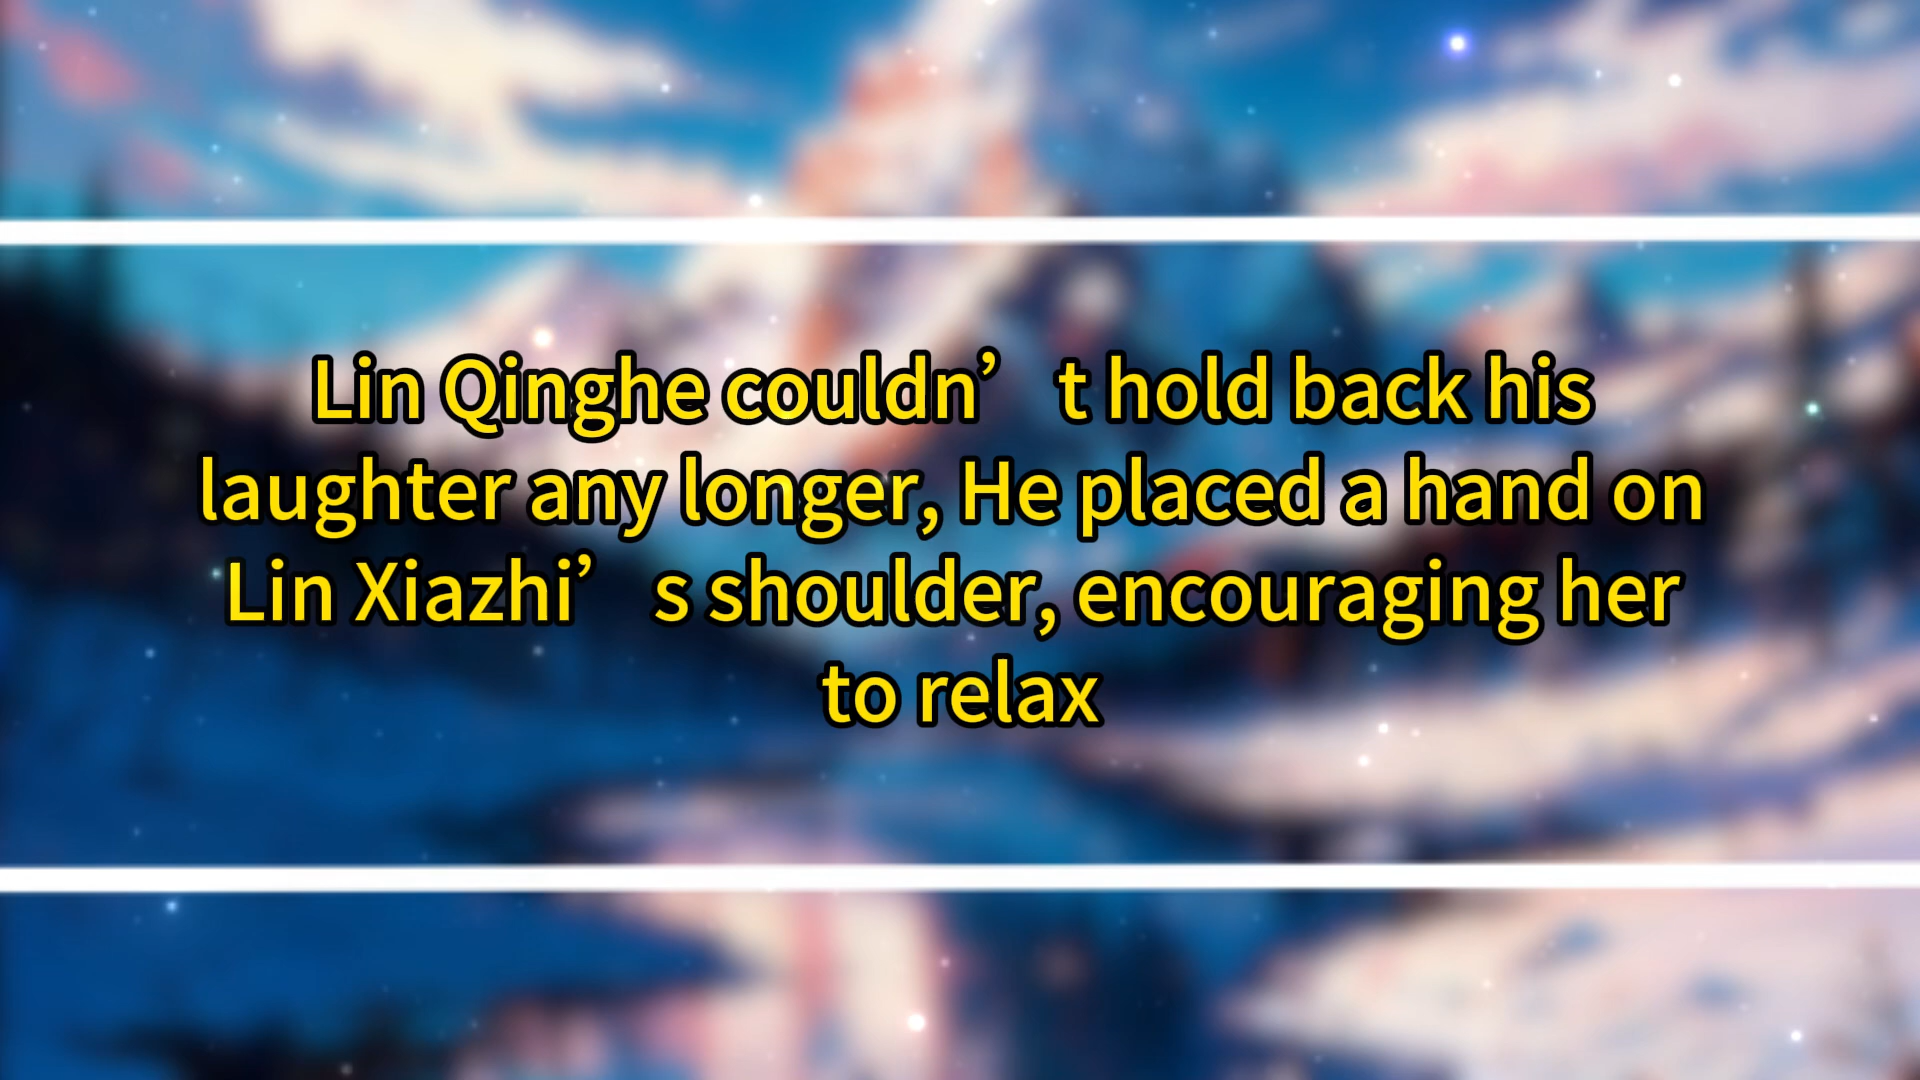 Lin Qinghe couldn’t hold back his
laughter any longer, He placed a hand on
Lin Xiazhi’s shoulder, encouraging her
to relax